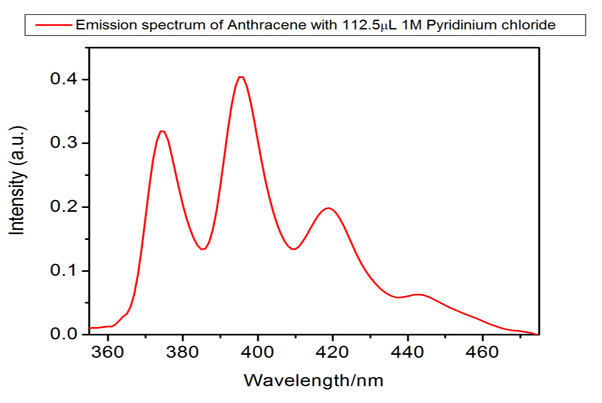 Emission spectrum of Anthracene with 112.5μL 1M Pyridinium chloride
0.4
0.3
0.2
0.1
0.0
Intensity (a.u.)
360 380 400 420 440 460
Wavelength/nm